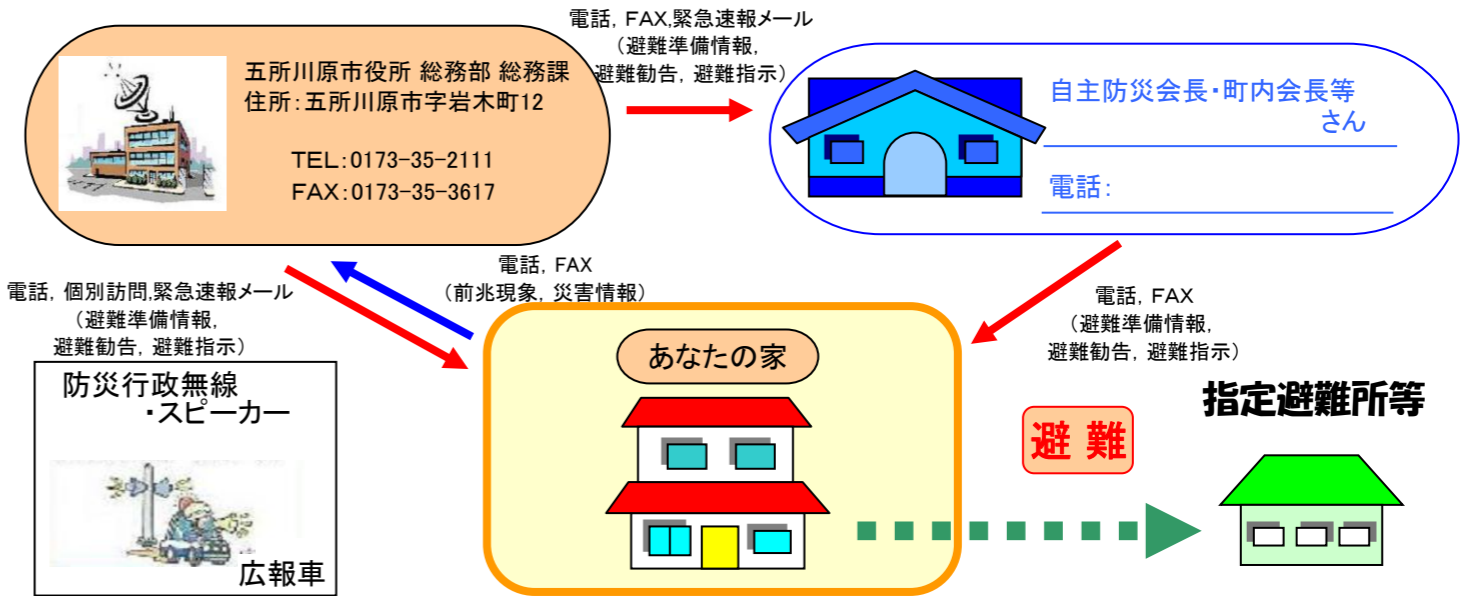 電話, FAX,緊急速報メール
(避難準備情報,
避難勧告, 避難指示)
五所川原市役所 総務部 総務課
住所:五所川原市字岩木町12
TEL:0173-35-2111
FAX:0173-35-3617
自主防災会長・町内会長等
さん
電話:
電話, 個別訪問,緊急速報メール
(避難準備情報,
避難勧告, 避難指示)
電話, FAX
(前兆現象, 災害情報)
電話, FAX
(避難準備情報,
避難勧告, 避難指示)
防災行政無線
・スピーカー
広報車
あなたの家
避 難
指定避難所等